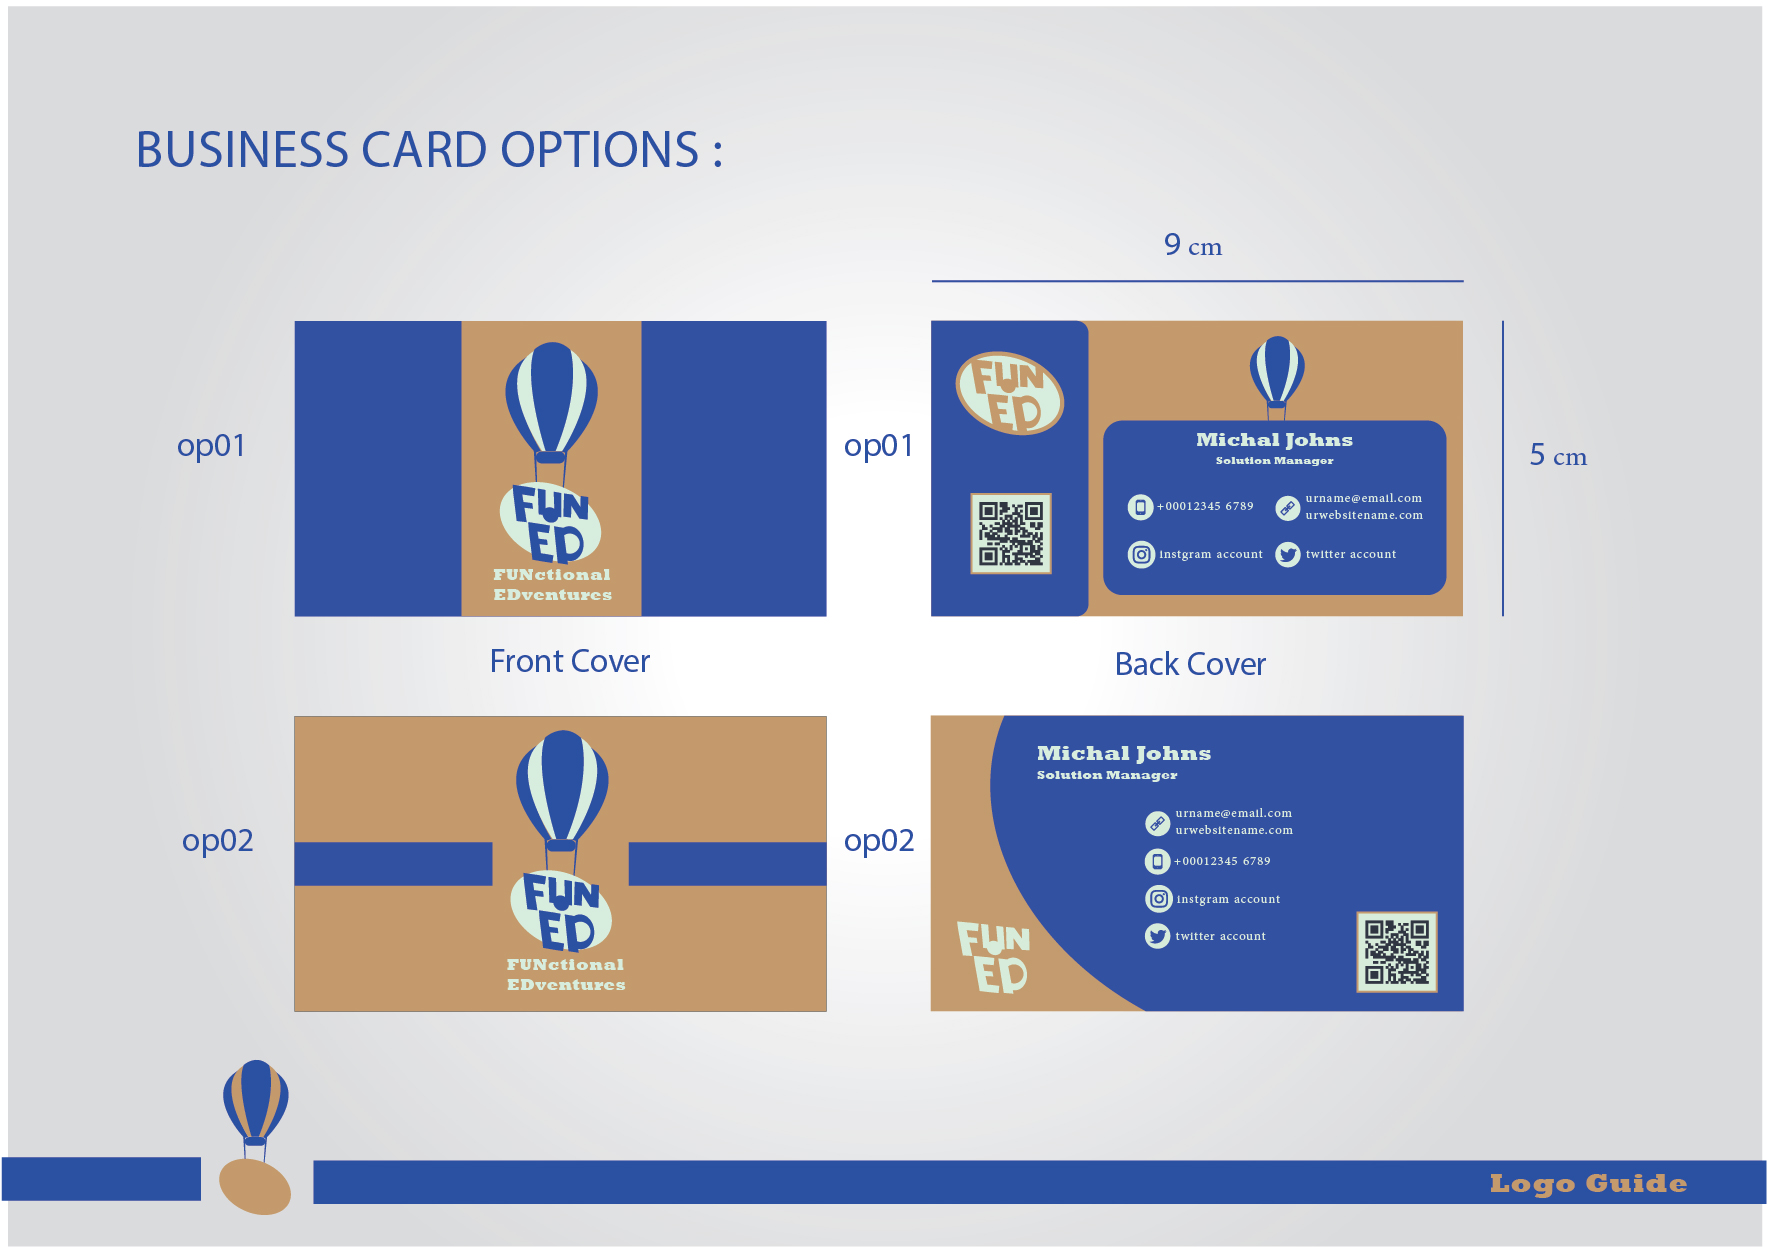 BUSINESS CARD OPTIONS :
9 cm
op01
FUN
ED
FUNctional
EDventures
Front Cover
op01
FUN
ED
Michal Johns
Solution Manager
+00012345 6789
urname@email.com
urwebsitename.com
instgram account
twitter account
5 cm
Back Cover
op02
FUN
ED
FUNctional
EDventures
op02
Michal Johns
Solution Manager
urname@email.com
urwebsitename.com
+00012345 6789
instgram account
twitter account
FUN
ED
Logo Guide